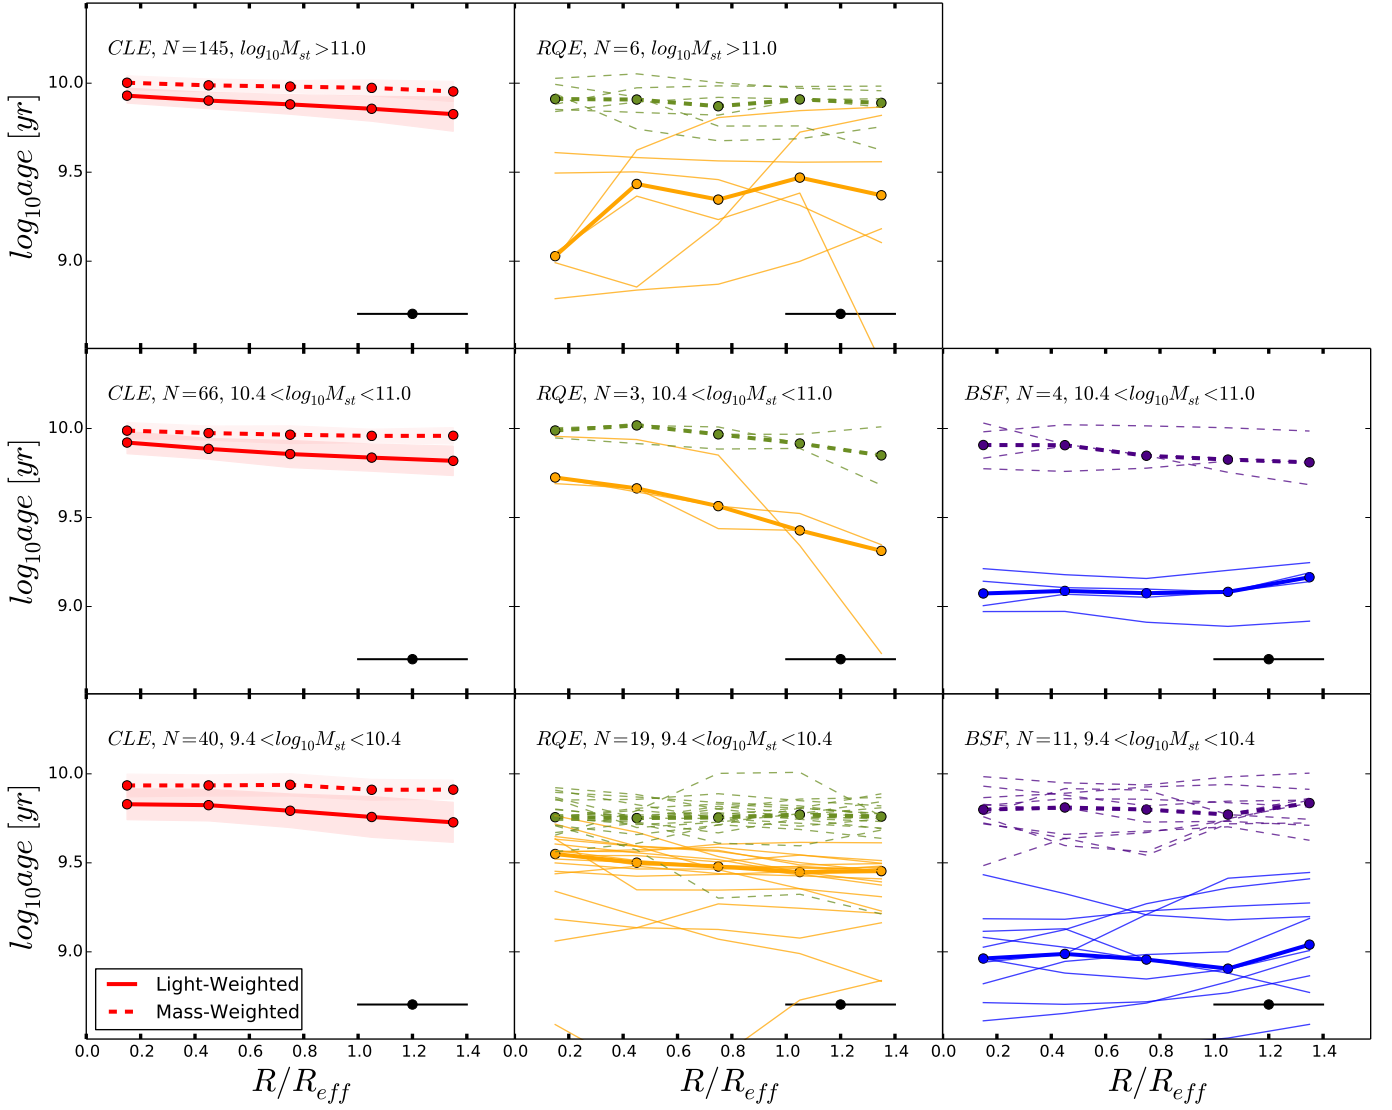 CLE, N=145, log10Mst>11.0
RQE, N=6, log10Mst>11.0
log10age [yr]
10.0
9.5
9.0
CLE, N=66, 10.4<log10Mst<11.0
RQE, N=3, 10.4<log10Mst<11.0
BSF, N=4, 10.4<log10Mst<11.0
log10age [yr]
10.0
9.5
9.0
CLE, N=40, 9.4<log10Mst<10.4
RQE, N=19, 9.4<log10Mst<10.4
BSF, N=11, 9.4<log10Mst<10.4
log10age [yr]
10.0
9.5
9.0
Light-Weighted
Mass-Weighted
0.0 0.2 0.4 0.6 0.8 1.0 1.2 1.4
0.0 0.2 0.4 0.6 0.8 1.0 1.2 1.4
0.0 0.2 0.4 0.6 0.8 1.0 1.2 1.4
R/Reff
R/Reff
R/Reff